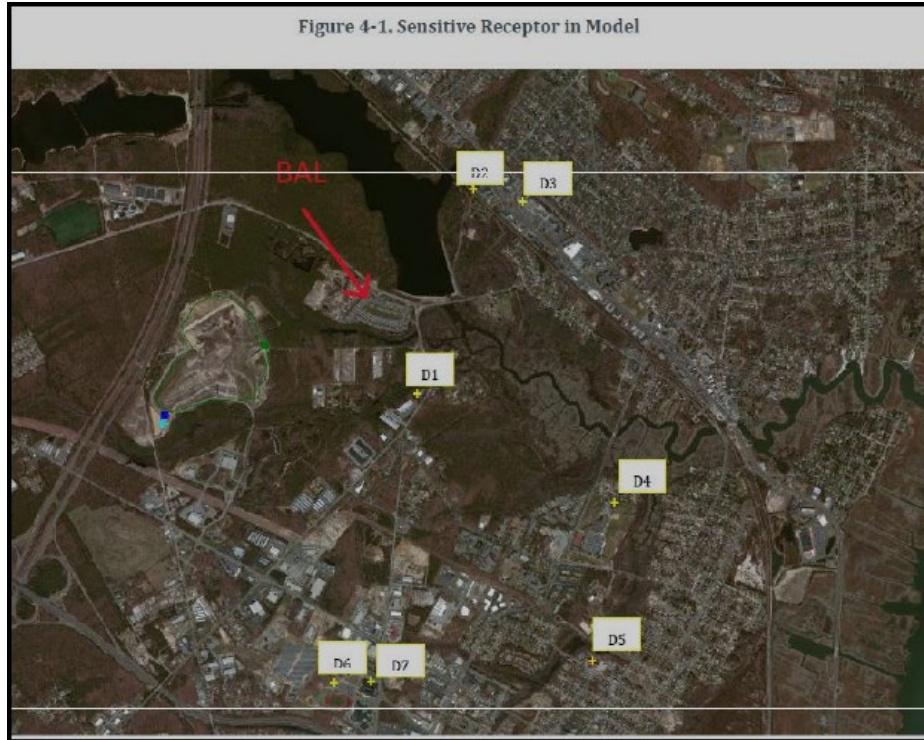 Figure 4-1. Sensitive Receptor in Model
BAL
D2
D3
D1
D4
D5
D6
D7